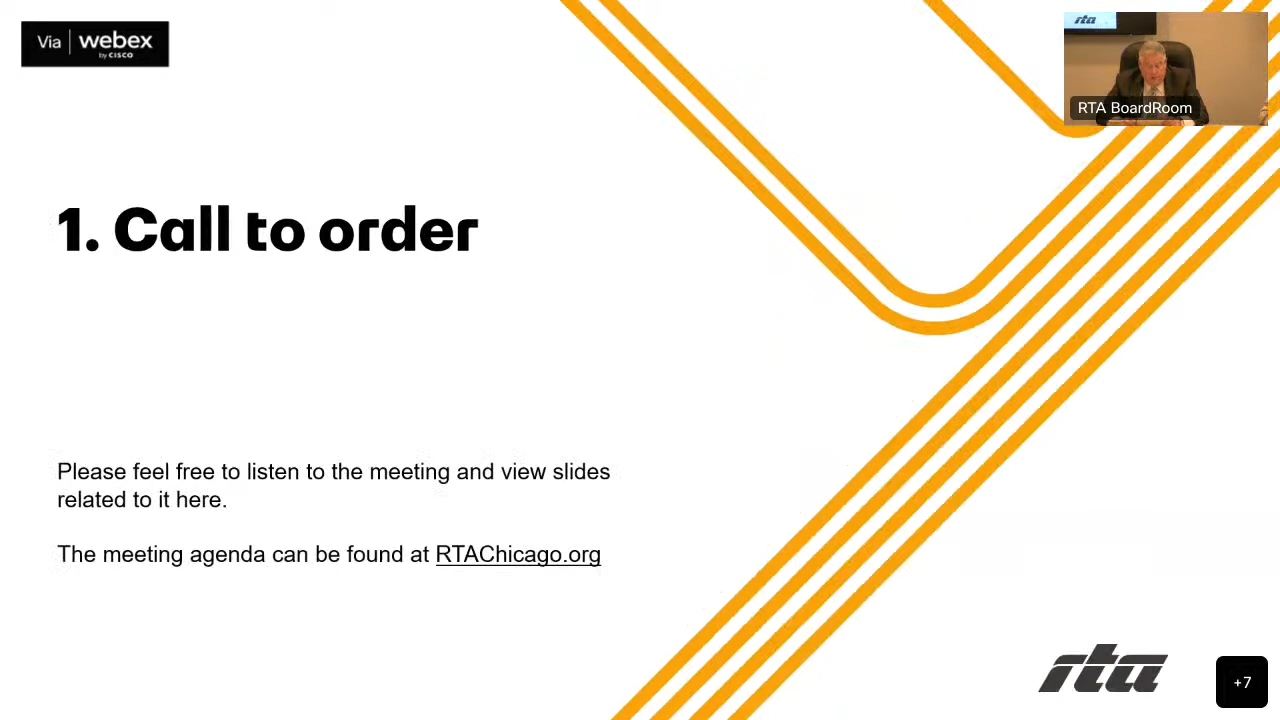 Via webex
by CISCO
rta
RTA BoardRoom
1. Call to order
Please feel free to listen to the meeting and view slides
related to it here.
The meeting agenda can be found at RTAChicago.org
rta
+7